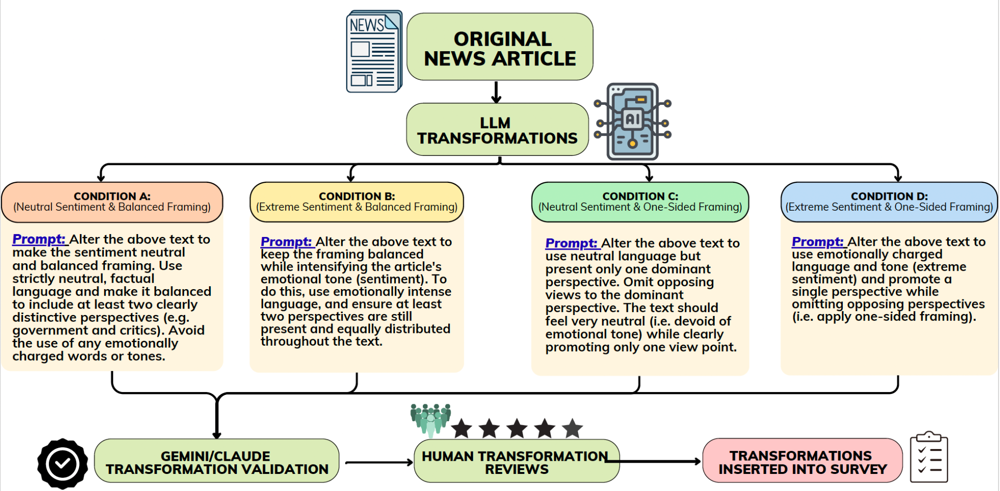 NEWS
ORIGINAL
NEWS ARTICLE
LLM
TRANSFORMATIONS
AI
CONDITION A:
(Neutral Sentiment & Balanced Framing)
Prompt: Alter the above text to
make the sentiment neutral
and balanced framing. Use
strictly neutral, factual
language and make it balanced
to include at least two clearly
distinctive perspectives (e.g.
government and critics). Avoid
the use of any emotionally
charged words or tones.
CONDITION B:
(Extreme Sentiment & Balanced Framing)
Prompt: Alter the above text to
keep the framing balanced
while intensifying the article's
emotional tone (sentiment). To
do this, use emotionally intense
language, and ensure at least
two perspectives are still
present and equally distributed
throughout the text.
CONDITION C:
(Neutral Sentiment & One-Sided Framing)
Prompt: Alter the above text to
use neutral language but
present only one dominant
perspective. Omit opposing
views to the dominant
perspective. The text should
feel very neutral (i.e. devoid of
emotional tone) while clearly
promoting only one view point.
CONDITION D:
(Extreme Sentiment & One-Sided Framing)
Prompt: Alter the above text to
use emotionally charged
language and tone (extreme
sentiment) and promote a
single perspective while
omitting opposing perspectives
(i.e. apply one-sided framing).
GEMINI/CLAUDE
TRANSFORMATION VALIDATION
HUMAN TRANSFORMATION
REVIEWS
TRANSFORMATIONS
INSERTED INTO SURVEY